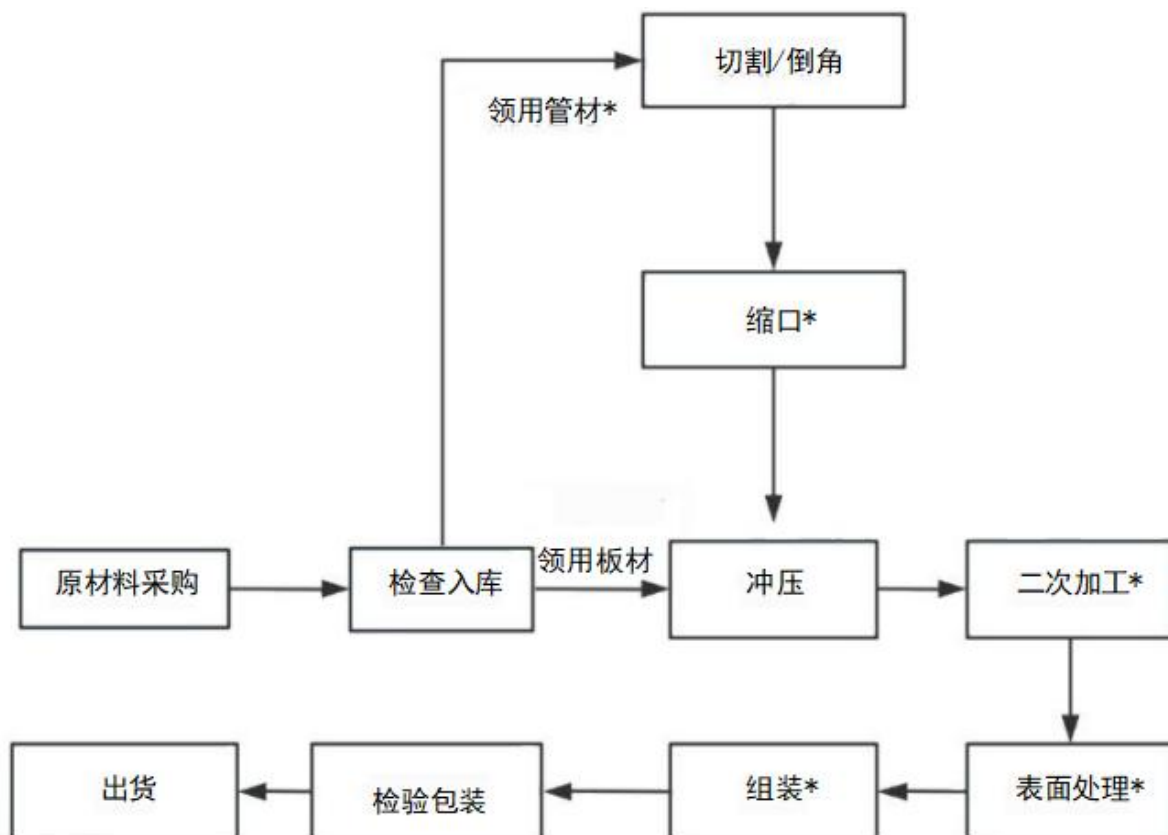 切割/倒角
领用管材*
缩口*
原材料采购
检查入库
领用板材
冲压
二次加工*
出货
检验包装
组装*
表面处理*